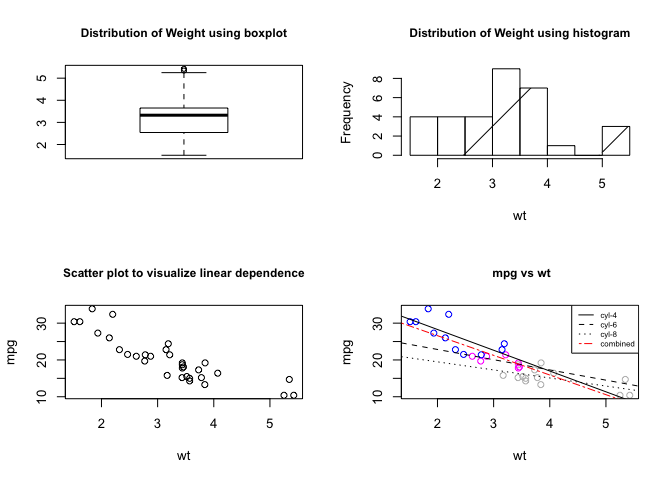 Distribution of Weight using boxplot
5
4
3
2
Distribution of Weight using histogram
Frequency
8
6
4
2
0
2 3 4 5
wt
Scatter plot to visualize linear dependence
mpg
30
20
10
2 3 4 5
wt
mpg vs wt
mpg
30
20
10
cyl-4
cyl-6
cyl-8
combined
2 3 4 5
wt